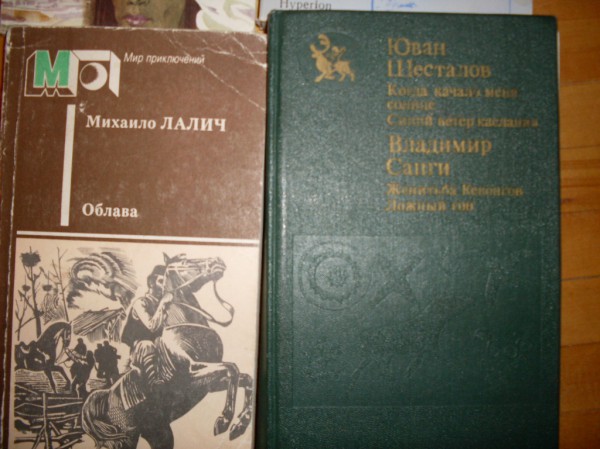 Hyperion
Мир приключений
Михаило ЛАЛИЧ
Облава
Юван
Шесталов
Когда качало меня
солнце
Синий ветер каслания
Владимир
Санги
Женитьба Кевонгов
Ложный гон